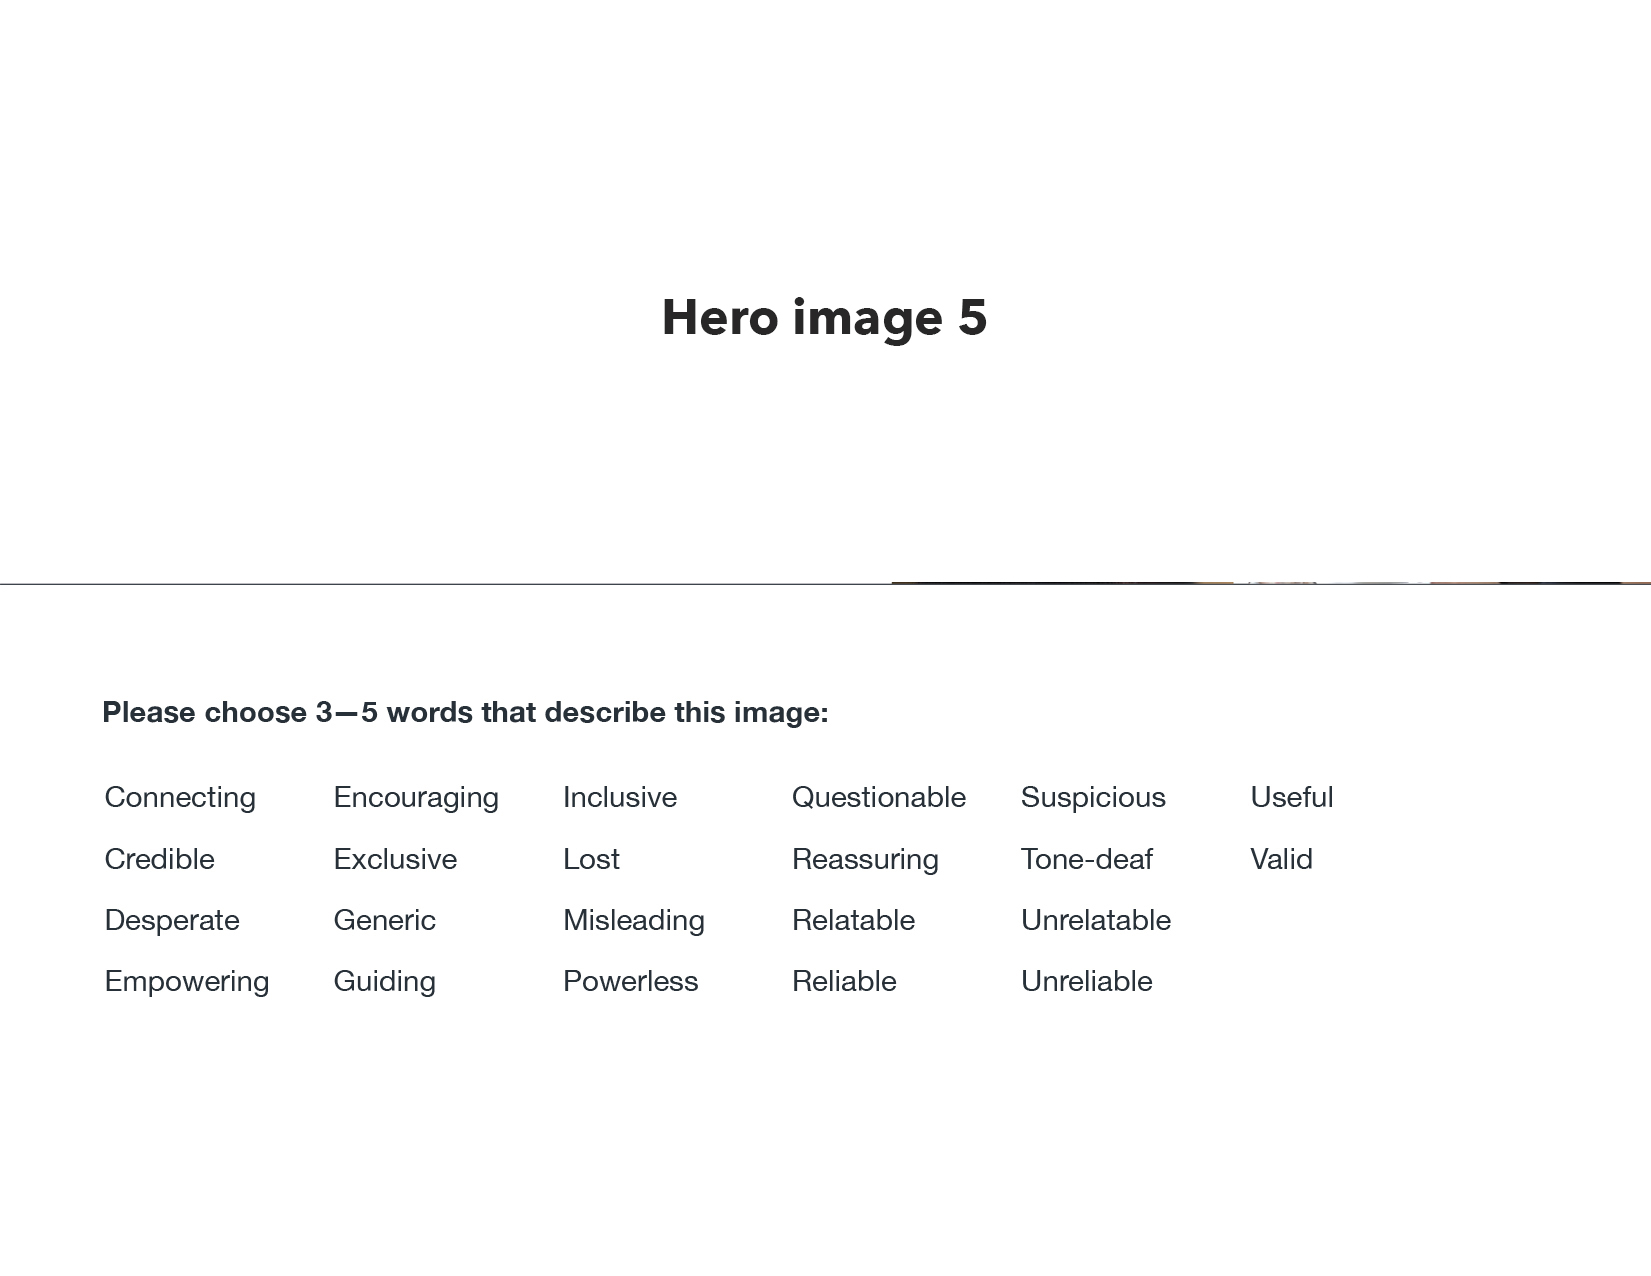 Hero image 5
Please choose 3—5 words that describe this image:
Connecting Encouraging Inclusive Questionable Suspicious Useful
Credible Exclusive Lost Reassuring Tone-deaf Valid
Desperate Generic Misleading Relatable Unrelatable
Empowering Guiding Powerless Reliable Unreliable